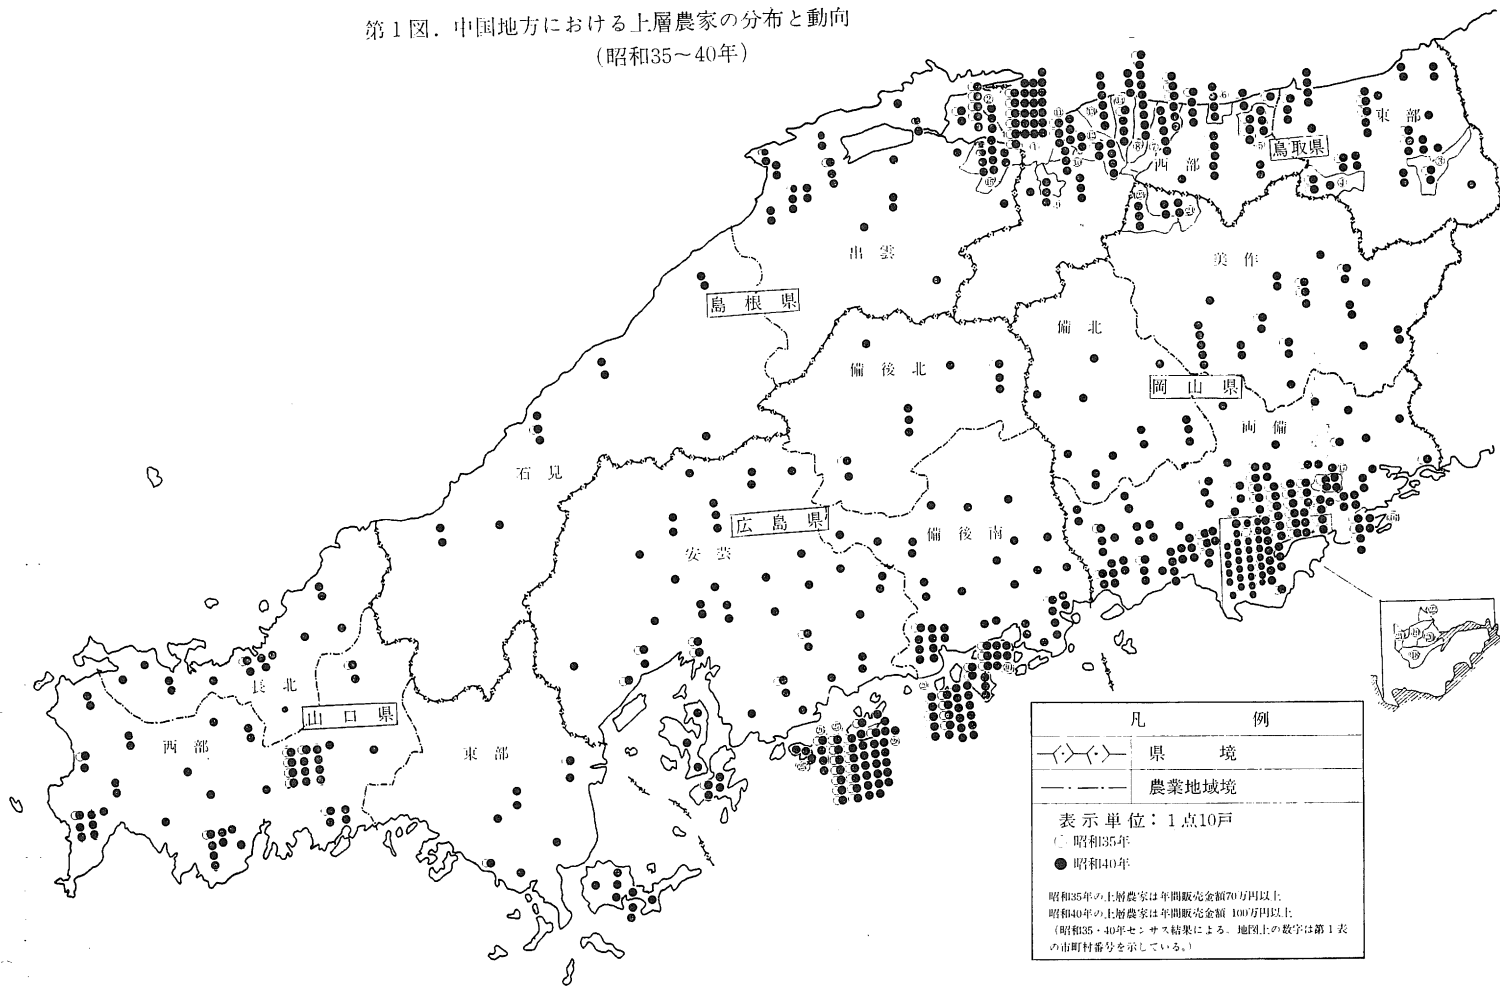 第1図．中国地方における上層農家の分布と動向
（昭和35～40年）
東部
鳥取県
西部
出雲
美作
島根県
備北
備後北
岡山県
両備
石見
広島県
備後南
安芸
長北
山口県
西部
東部
凡例
県境
農業地域境
表示単位：1点10戸
昭和35年
昭和40年
昭和35年の上層農家は年間販売金額70万円以上
昭和40年の上層農家は年間販売金額 100万円以上
（昭和35・40年センサス結果による。地図上の数字は第1表
の市町村番号を示している。）